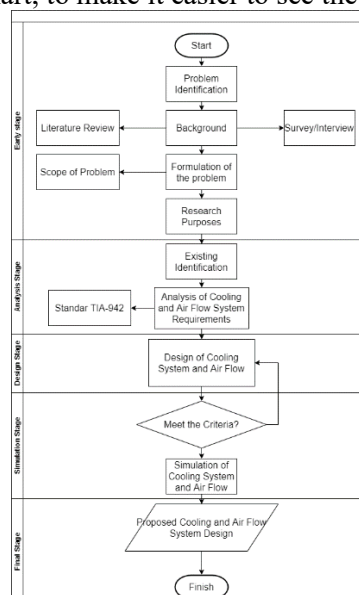 art, to make it easier to see the
Start
Early stage
Problem
Identification
Literature Review
Background
Survey/Interview
Scope of Problem
Formulation of
the problem
Research
Purposes
Analysis Stage
Existing
Identification
Standar TIA-942
Analysis of Cooling
and Air Flow System
Requirements
Design Stage
Design of Cooling
System and Air Flow
Simulation Stage
Meet the Criteria?
Simulation of
Cooling System
and Air Flow
Final Stage
Proposed Cooling and Air Flow
System Design
Finish